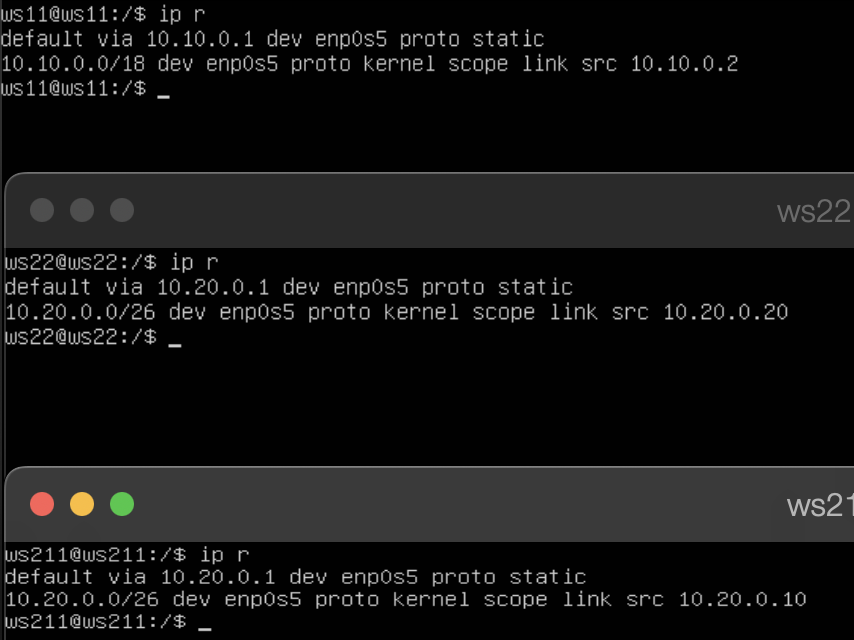 ws11@ws11:/$ ip r
default via 10.10.0.1 dev enp0s5 proto static
10.10.0.0/18 dev enp0s5 proto kernel scope link src 10.10.0.2
ws11@ws11:/$ _
ws22
ws22@ws22:/$ ip r
default via 10.20.0.1 dev enp0s5 proto static
10.20.0.0/26 dev enp0s5 proto kernel scope link src 10.20.0.20
ws22@ws22:/$ _
ws21
ws211@ws211:/$ ip r
default via 10.20.0.1 dev enp0s5 proto static
10.20.0.0/26 dev enp0s5 proto kernel scope link src 10.20.0.10
ws211@ws211:/$ _